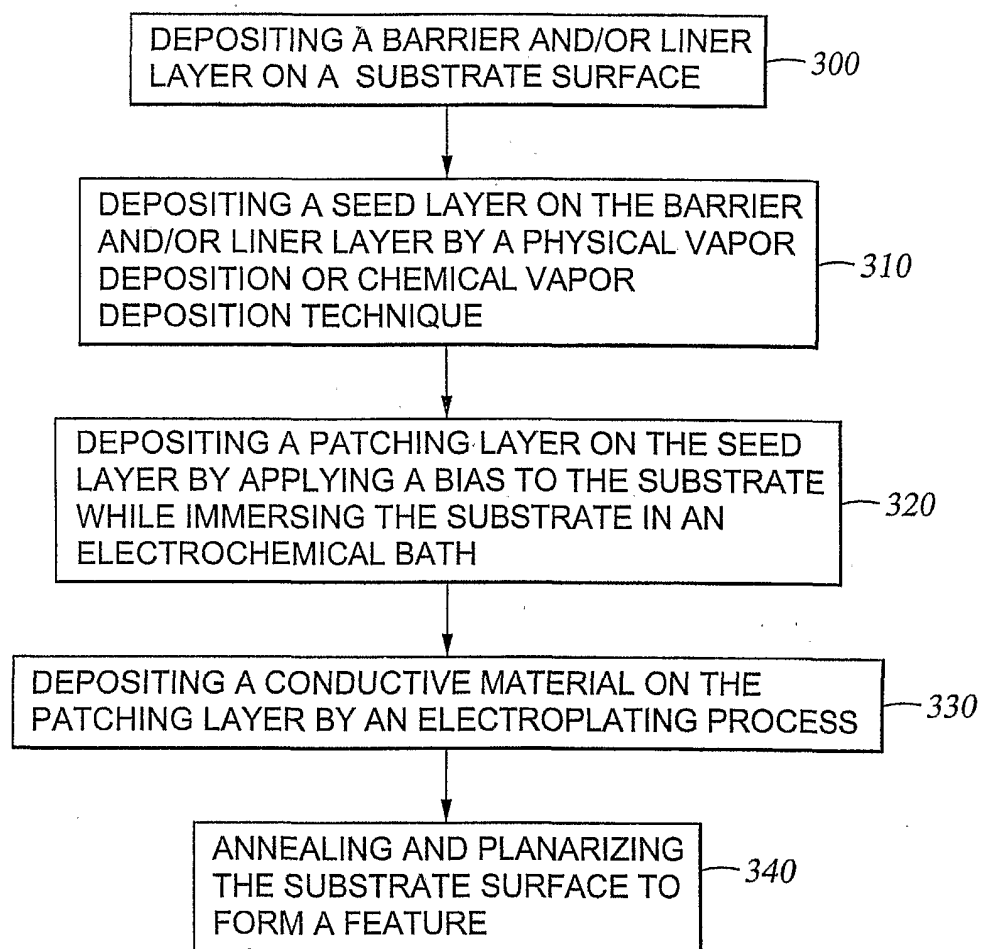 DEPOSITING A BARRIER AND/OR LINER
LAYER ON A SUBSTRATE SURFACE
300
DEPOSITING A SEED LAYER ON THE BARRIER
AND/OR LINER LAYER BY A PHYSICAL VAPOR
DEPOSITION OR CHEMICAL VAPOR
DEPOSITION TECHNIQUE
310
DEPOSITING A PATCHING LAYER ON THE SEED
LAYER BY APPLYING A BIAS TO THE SUBSTRATE
WHILE IMMERSING THE SUBSTRATE IN AN
ELECTROCHEMICAL BATH
320
DEPOSITING A CONDUCTIVE MATERIAL ON THE
PATCHING LAYER BY AN ELECTROPLATING PROCESS
330
ANNEALING AND PLANARIZING
THE SUBSTRATE SURFACE TO
FORM A FEATURE
340